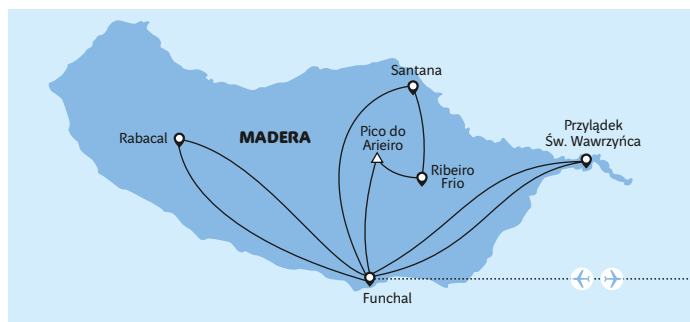 Santana
Rabacal
MADERA
Pico do
Arieiro
Ribeiro
Frio
Przylądek
Św. Wawrzyńca
Funchal